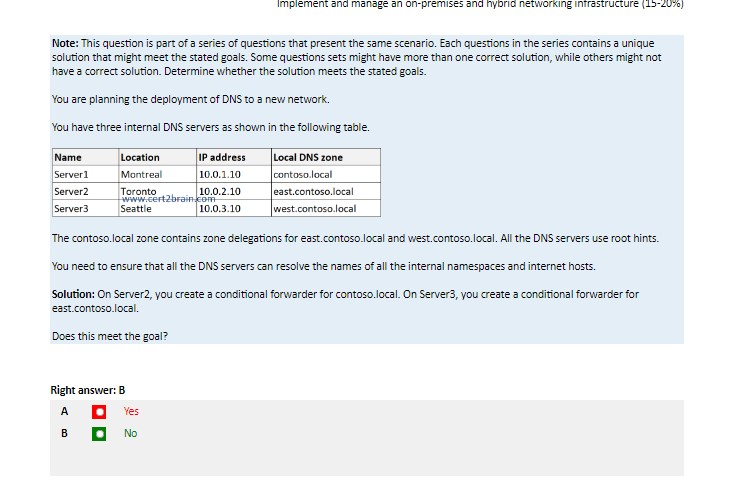 Implement and manage an on-premises and hybrid networking infrastructure (15-20%)
Note: This question is part of a series of questions that present the same scenario. Each questions in the series contains a unique
solution that might meet the stated goals. Some questions sets might have more than one correct solution, while others might not
have a correct solution. Determine whether the solution meets the stated goals.
You are planning the deployment of DNS to a new network.
You have three internal DNS servers as shown in the following table.
Name Location IP address Local DNS zone
Server1 Montreal 10.0.1.10 contoso.local
Server2 Toronto 10.0.2.10 east.contoso.local
www.cert2brain.com
Server3 Seattle 10.0.3.10 west.contoso.local
The contoso.local zone contains zone delegations for east.contoso.local and west.contoso.local. All the DNS servers use root hints.
You need to ensure that all the DNS servers can resolve the names of all the internal namespaces and internet hosts.
Solution: On Server2, you create a conditional forwarder for contoso.local. On Server3, you create a conditional forwarder for
east.contoso.local.
Does this meet the goal?
Right answer: B
A Yes
B No